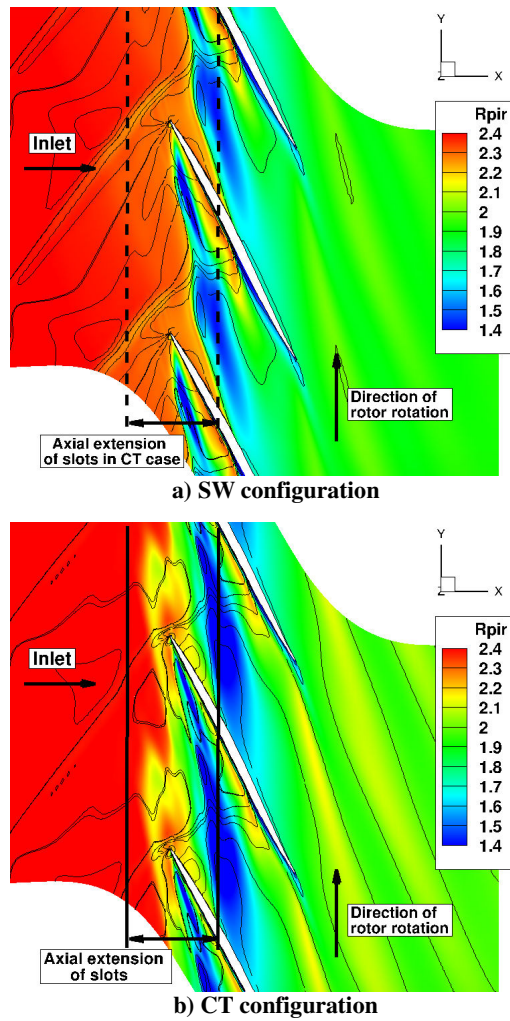 Y
Z
X
Rpir
2.4
2.3
2.2
2.1
2
1.9
1.8
1.7
1.6
1.5
1.4
Inlet
Direction of
rotor rotation
Axial extension
of slots in CT case
a) SW configuration
Y
Z
X
Rpir
2.4
2.3
2.2
2.1
2
1.9
1.8
1.7
1.6
1.5
1.4
Inlet
Direction of
rotor rotation
Axial extension
of slots
b) CT configuration